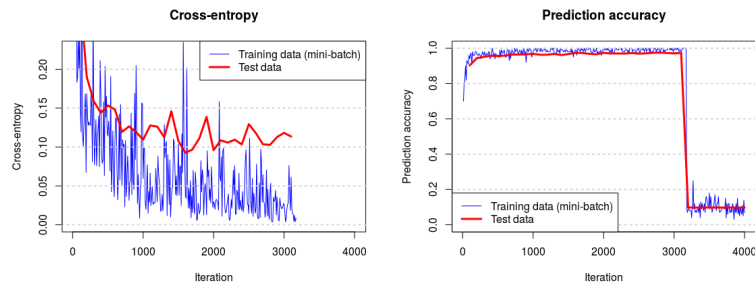 Cross-entropy
Cross-entropy
0.20
0.15
0.10
0.05
0.00
Training data (mini-batch)
Test data
0
1000
2000
3000
4000
Iteration
Prediction accuracy
Prediction accuracy
1.0
0.8
0.6
0.4
0.2
0.0
Training data (mini-batch)
Test data
0
1000
2000
3000
4000
Iteration